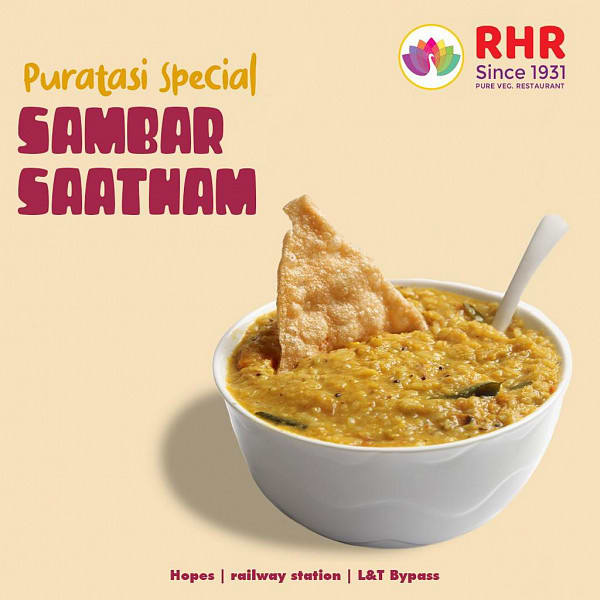 Puratasi Special
SAMBAR
SAATHAM
RHR
Since 1931
PURE VEG. RESTAURANT
Hopes | railway station | L&T Bypass